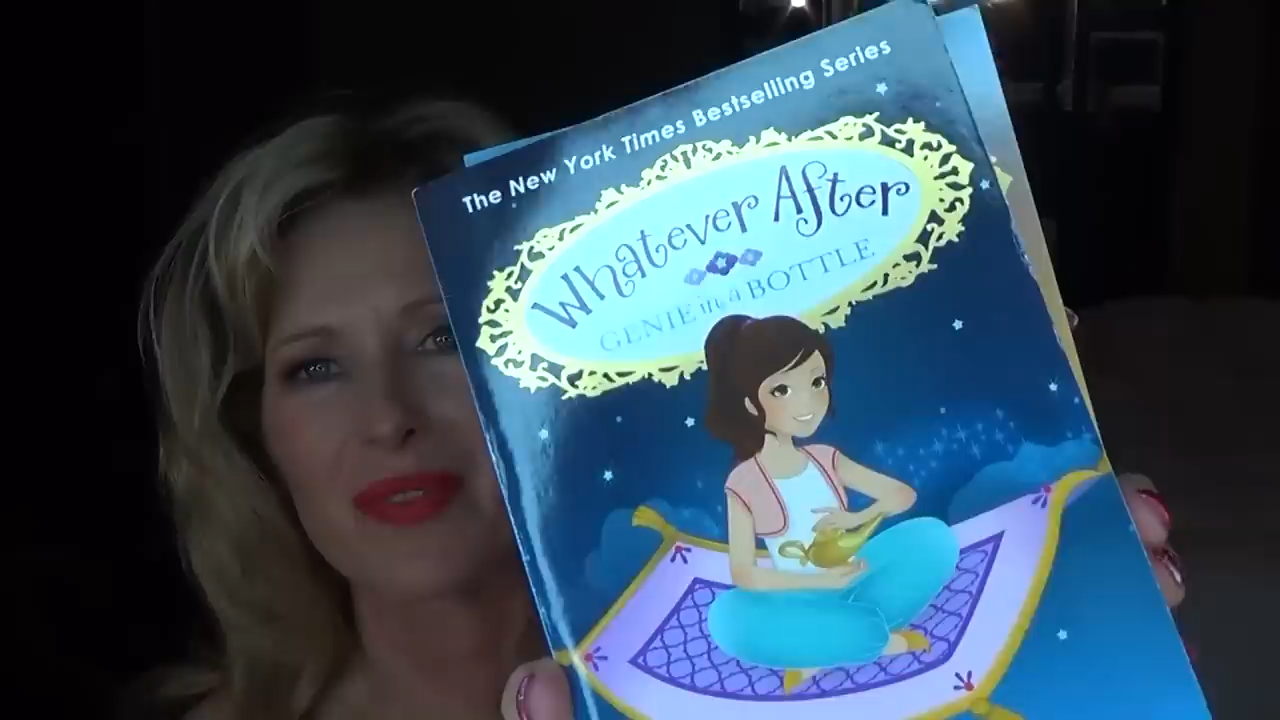 The New York Times Bestselling Series
Whatever After
GENIE in a BOTTLE